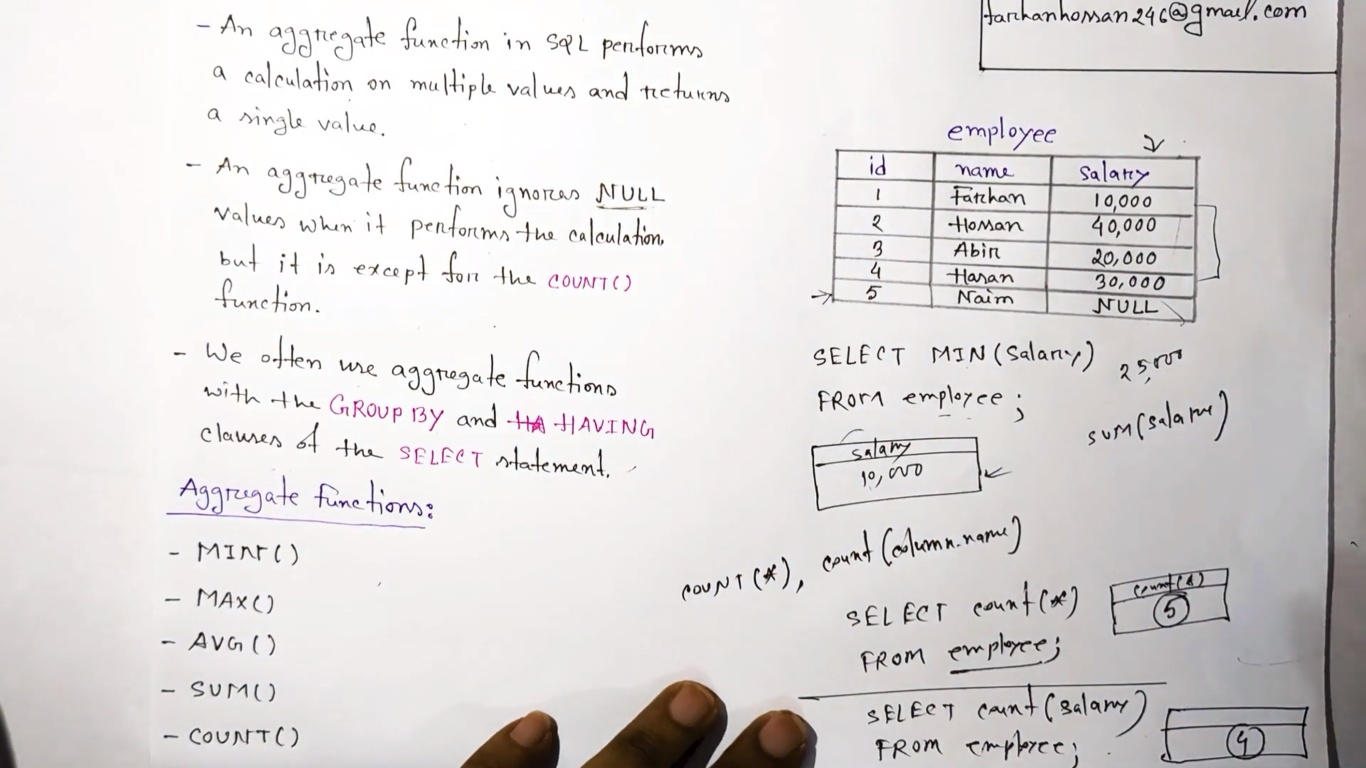 - An aggregate function in SQL performs
a calculation on multiple values and returns
a single value.
- An aggregate function ignores NULL
values when it performs the calculation,
but it is except for the COUNT()
function.
- We often use aggregate functions
with the GROUP BY and HAVING
clauses of the SELECT statement.
Aggregate functions:
- MIN()
- MAX()
- AVG()
- SUM()
- COUNT()
farhanhossan246@gmail.com
employee
id name salary
1 Farhan 10,000
2 Hossan 40,000
3 Abir 20,000
4 Hasan 30,000
5 Naim NULL
SELECT MIN(salary)
FROM employee;
25,000
SUM(salary)
salary
10,000
COUNT(*), count(column.name)
SELECT count(*)
FROM employee;
count(*)
5
SELECT count(salary)
FROM employee;
4